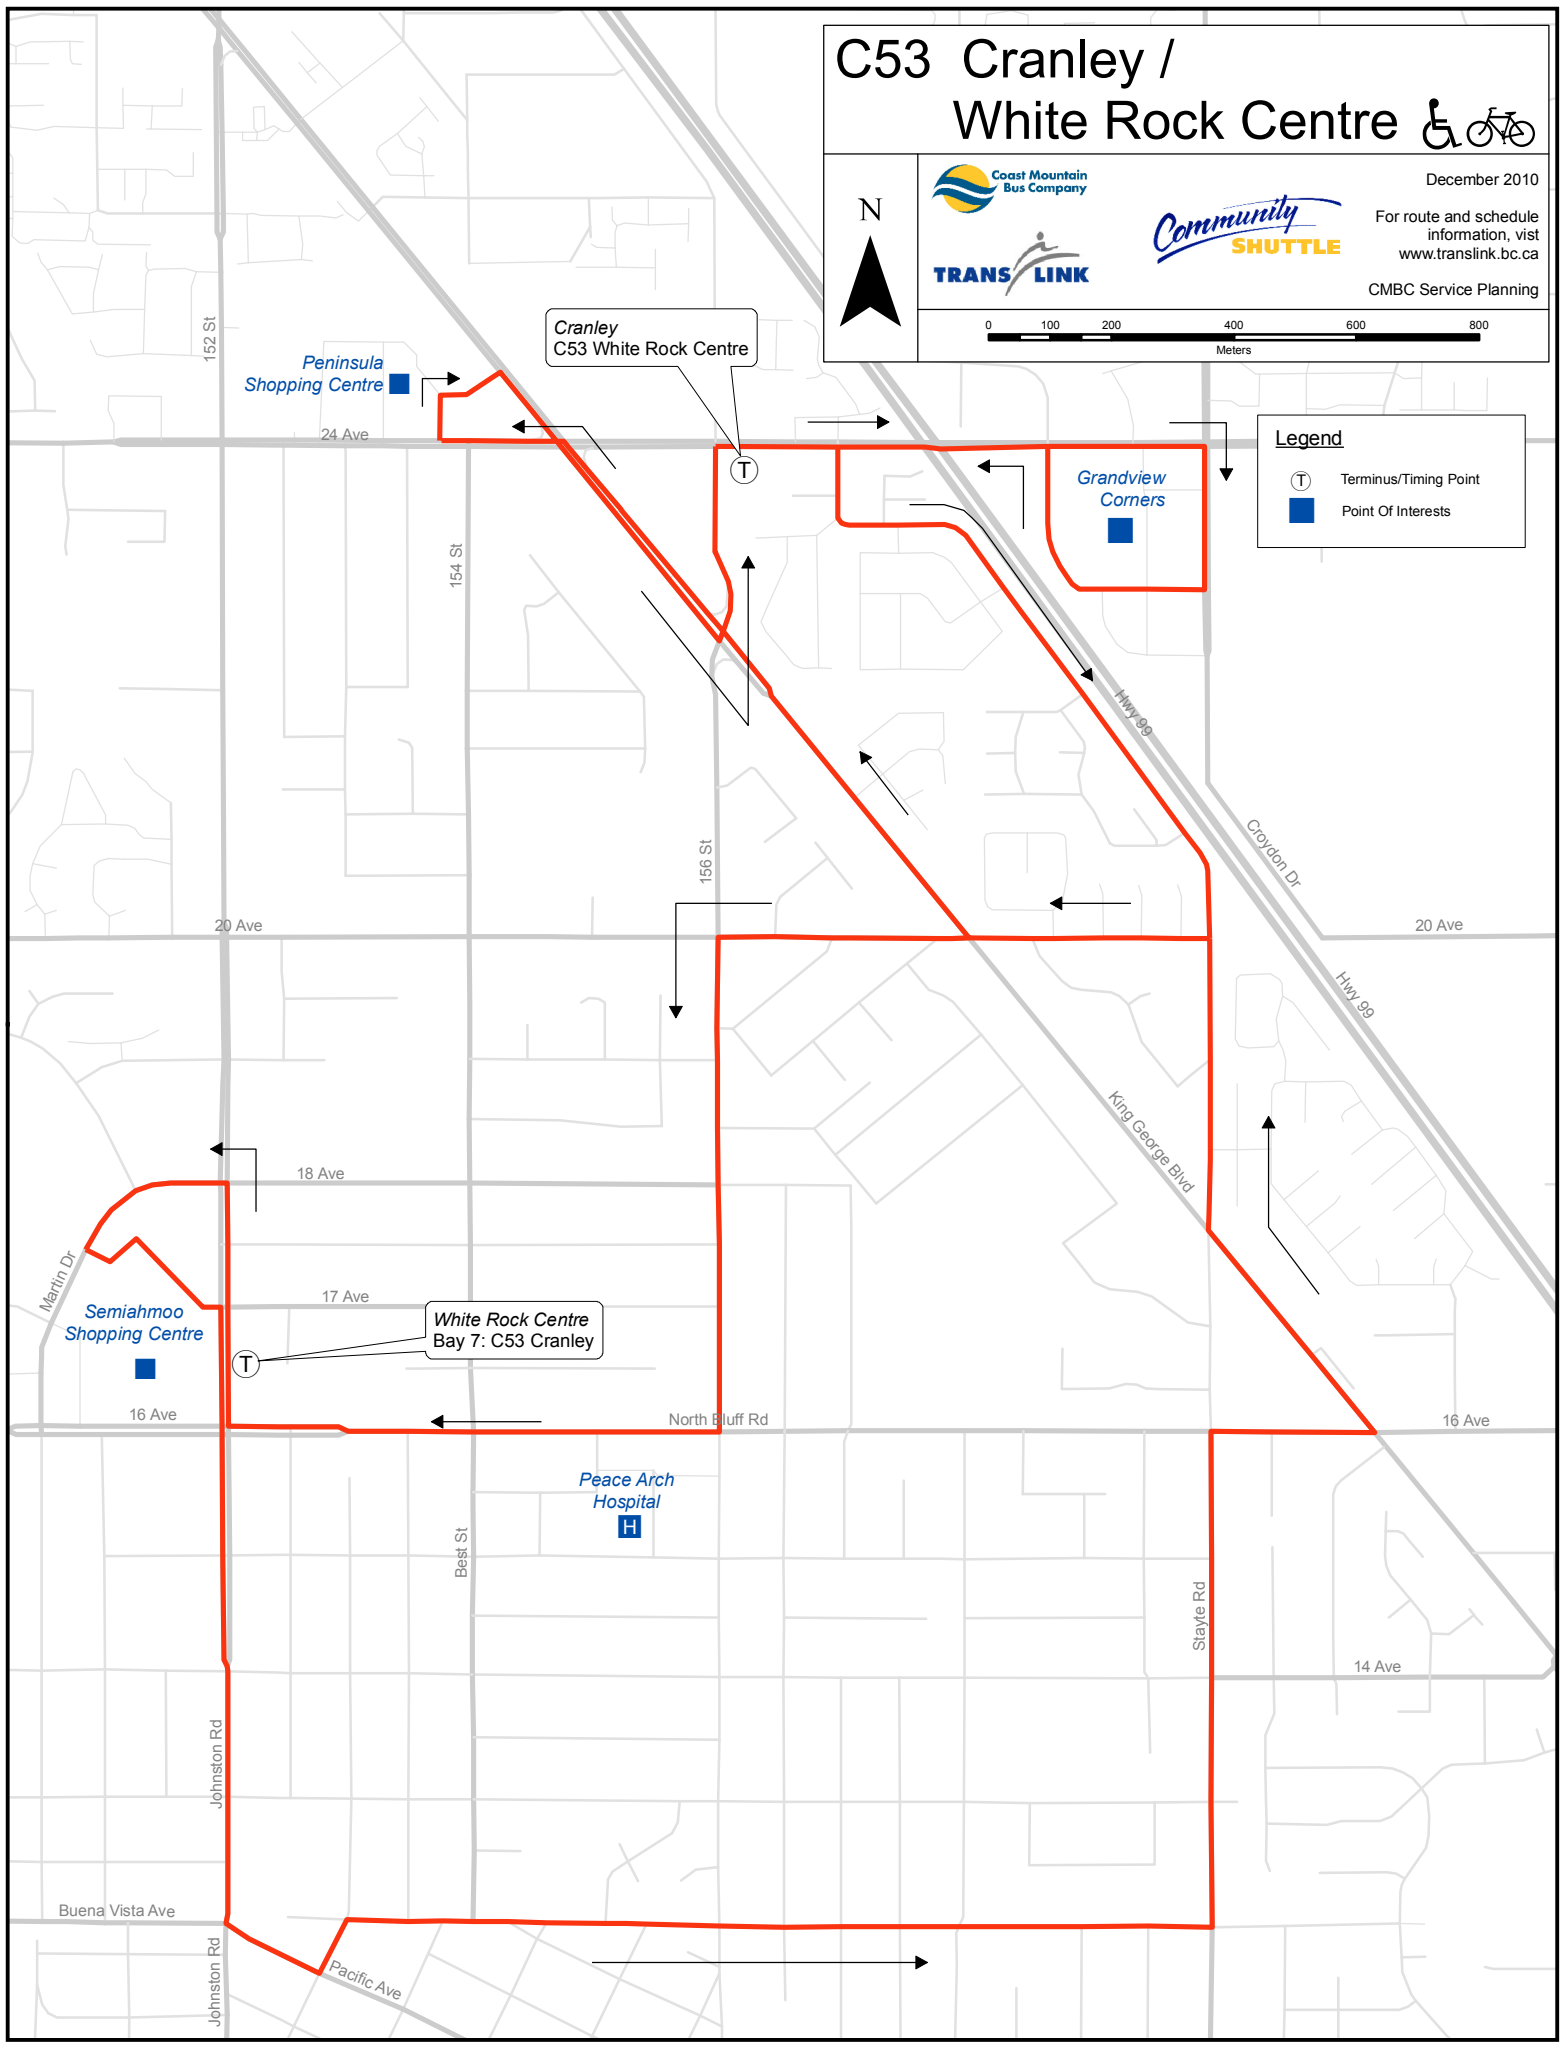 C53 Cranley /
White Rock Centre
N
Coast Mountain
Bus Company
TRANS LINK
Community
SHUTTLE
December 2010
For route and schedule
information, vist
www.translink.bc.ca
CMBC Service Planning
0 100 200 400 600 800
Meters
Legend
T Terminus/Timing Point
Point Of Interests
Cranley
C53 White Rock Centre
T
152 St
Peninsula
Shopping Centre
24 Ave
Grandview
Corners
154 St
Hwy 99
156 St
Croydon Dr
20 Ave
20 Ave
Hwy 99
King George Blvd
18 Ave
Martin Dr
17 Ave
Semiahmoo
Shopping Centre
White Rock Centre
Bay 7: C53 Cranley
T
16 Ave
North Bluff Rd
16 Ave
Peace Arch
Hospital
H
Best St
Stayte Rd
14 Ave
Johnston Rd
Buena Vista Ave
Johnston Rd
Pacific Ave